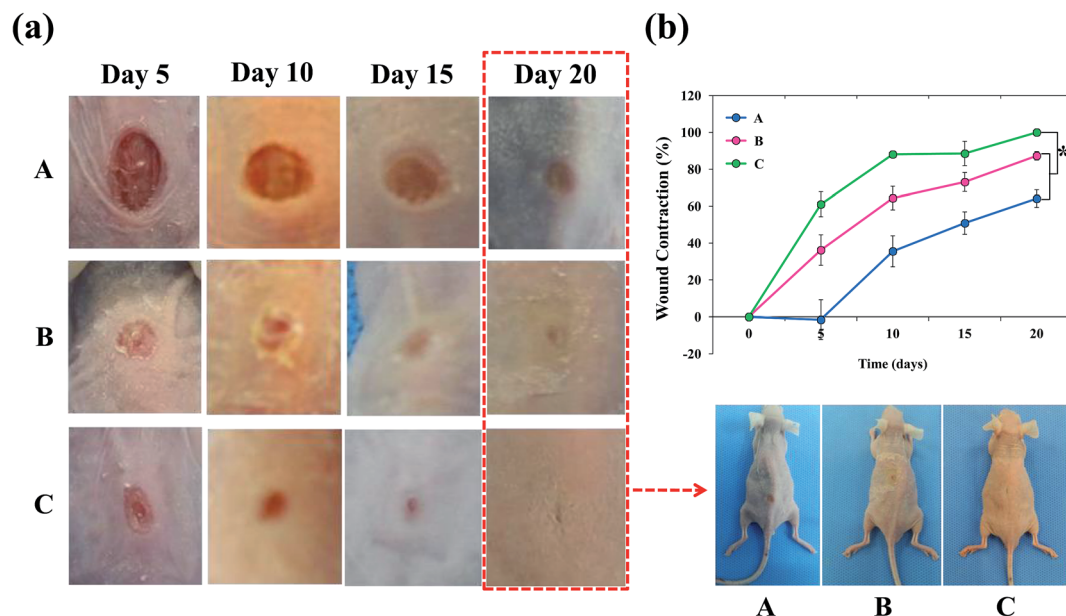 (a)
Day 5 Day 10 Day 15 Day 20
A
B
C
(b)
120
100
80
60
40
20
0
-20
Wound Contraction (%)
A
B
C
*
0 5 10 15 20
Time (days)
A B C